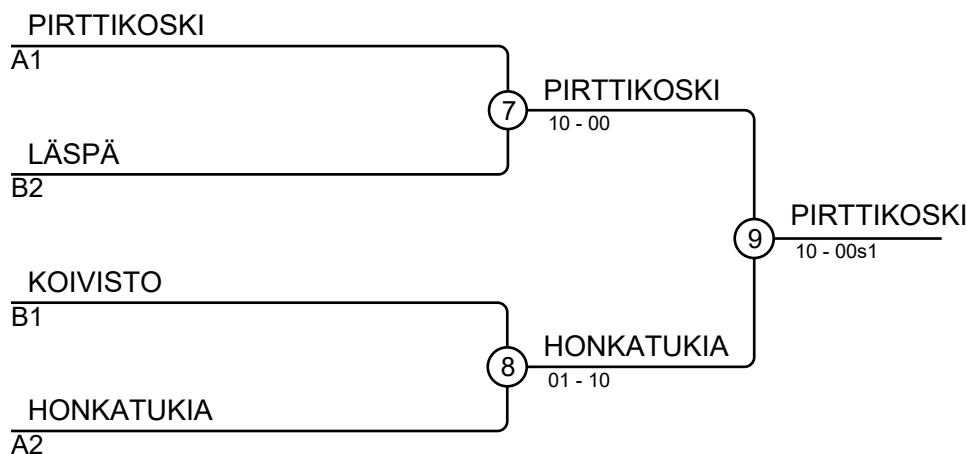 PIRTTIKOSKI
A1
7
PIRTTIKOSKI
10 - 00
LÄSPÄ
B2
9
PIRTTIKOSKI
10 - 00s1
KOIVISTO
B1
8
HONKATUKIA
01 - 10
HONKATUKIA
A2